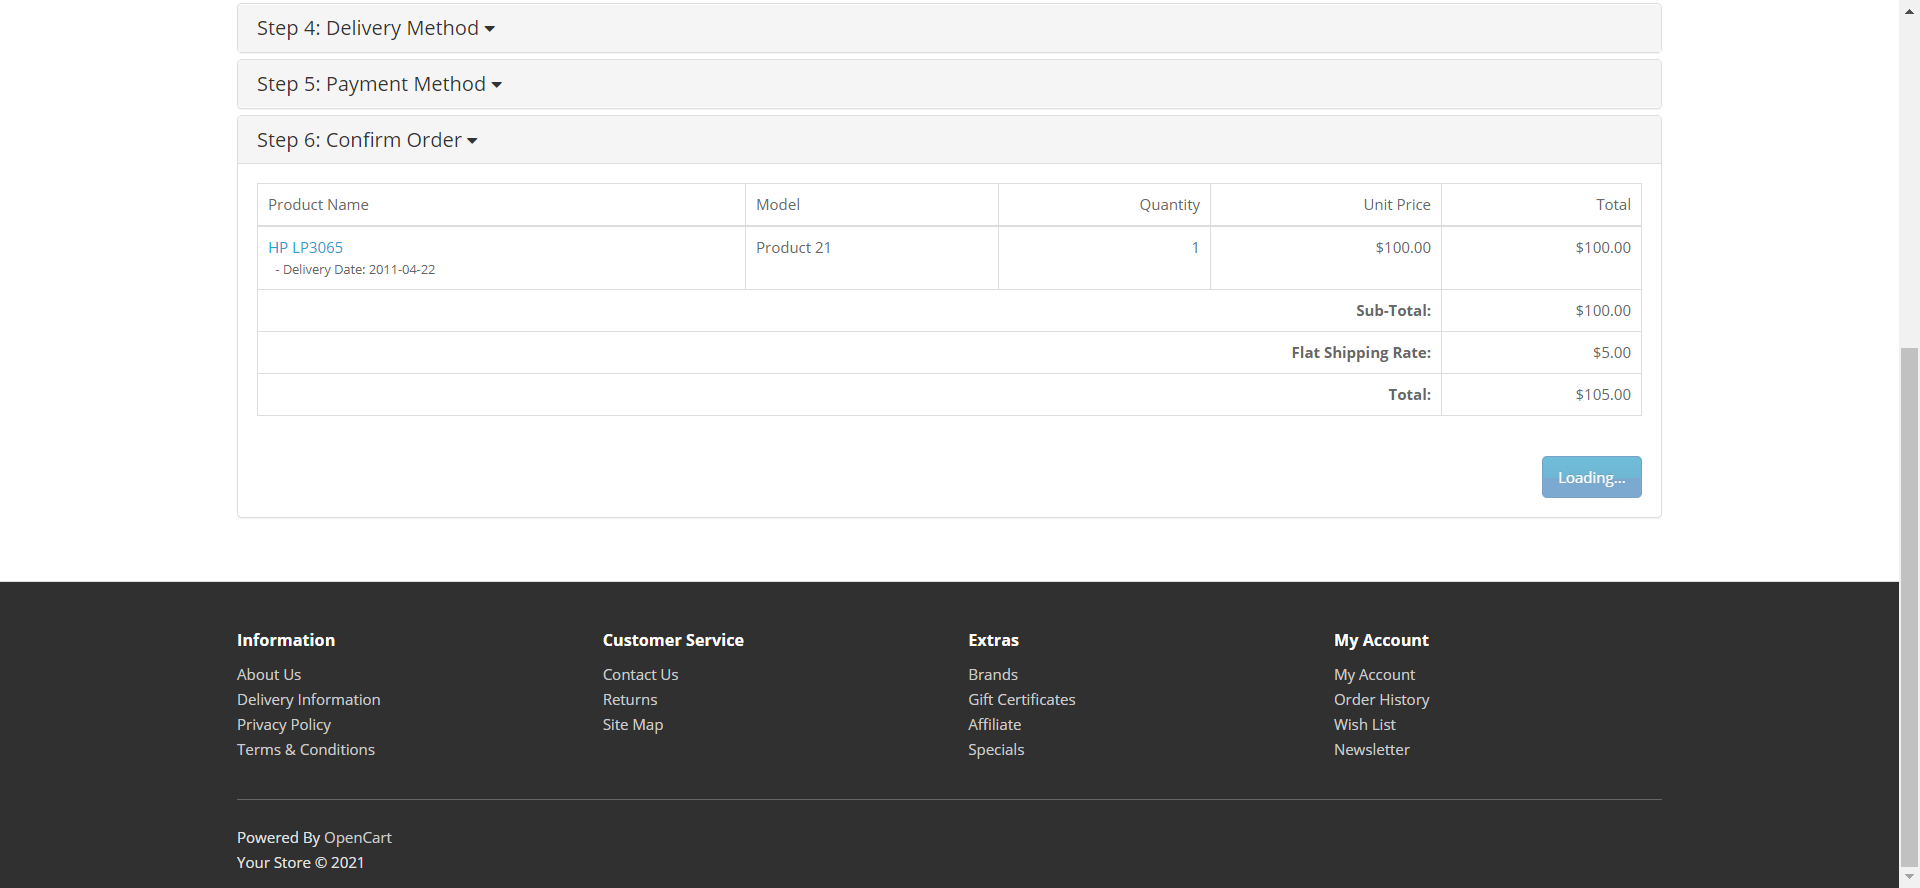 Step 4: Delivery Method
Step 5: Payment Method
Step 6: Confirm Order
Product Name Model Quantity Unit Price Total
HP LP3065 Product 21 1 $100.00 $100.00
- Delivery Date: 2011-04-22
Sub-Total: $100.00
Flat Shipping Rate: $5.00
Total: $105.00
Loading...
Information
About Us
Delivery Information
Privacy Policy
Terms & Conditions
Customer Service
Contact Us
Returns
Site Map
Extras
Brands
Gift Certificates
Affiliate
Specials
My Account
My Account
Order History
Wish List
Newsletter
Powered By OpenCart
Your Store © 2021